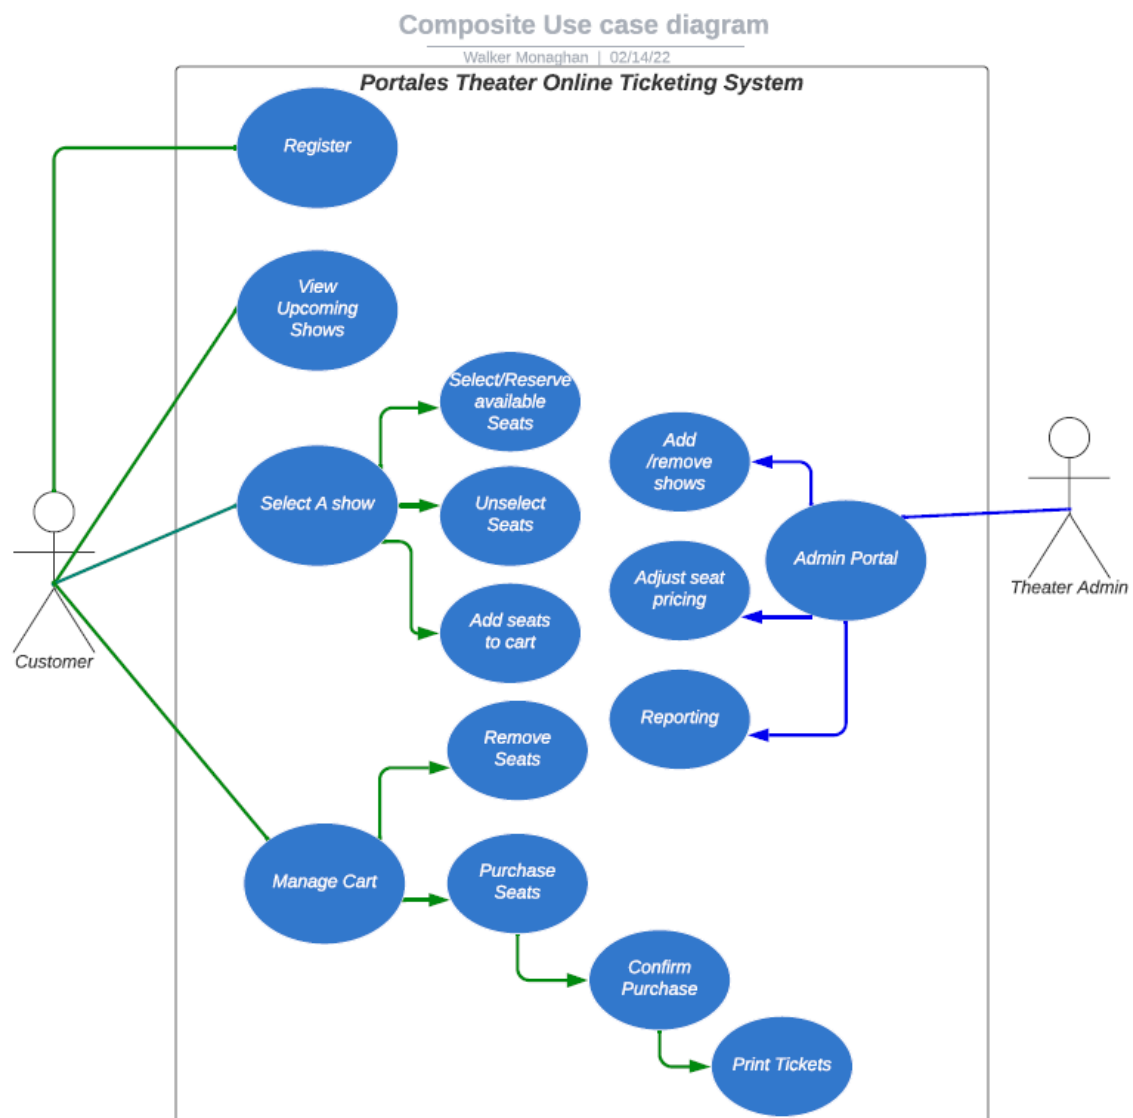 Composite Use case diagram
Walker Monaghan | 02/14/22
Portales Theater Online Ticketing System
Register
View
Upcoming
Shows
Select/Reserve
available
Seats
Select A show
Unselect
Seats
Add seats
to cart
Add
/remove
shows
Admin Portal
Adjust seat
pricing
Reporting
Theater Admin
Customer
Remove
Seats
Manage Cart
Purchase
Seats
Confirm
Purchase
Print Tickets